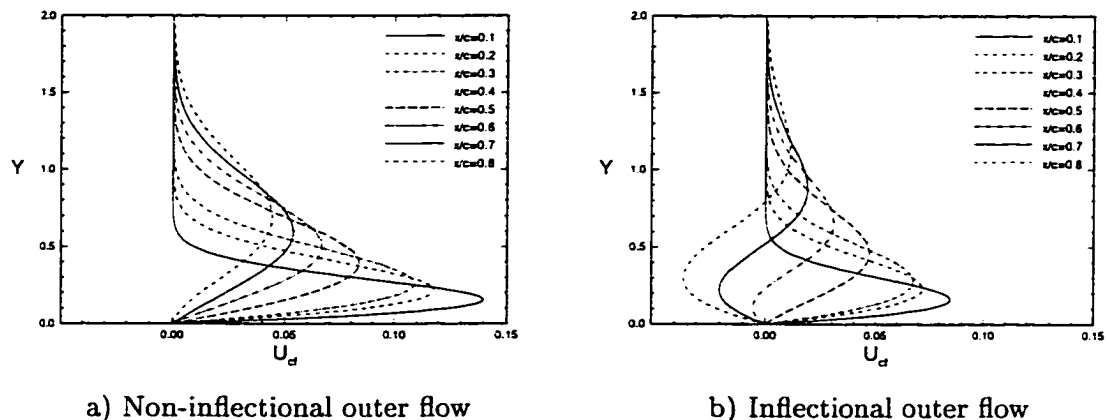 2.0
1.5
Y
1.0
0.5
0.0
0.00
0.05
0.10
0.15
U_cf
x/c=0.1
x/c=0.2
x/c=0.3
x/c=0.4
x/c=0.5
x/c=0.6
x/c=0.7
x/c=0.8
a) Non-inflectional outer flow
2.0
1.5
Y
1.0
0.5
0.0
0.00
0.05
0.10
0.15
U_cf
x/c=0.1
x/c=0.2
x/c=0.3
x/c=0.4
x/c=0.5
x/c=0.6
x/c=0.7
x/c=0.8
b) Inflectional outer flow